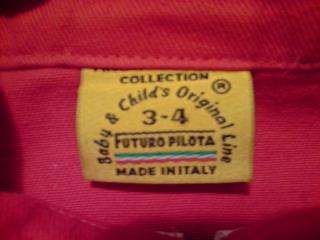 COLLECTION ®
Baby & Child's Original Line
3-4
FUTURO PILOTA
MADE IN ITALY